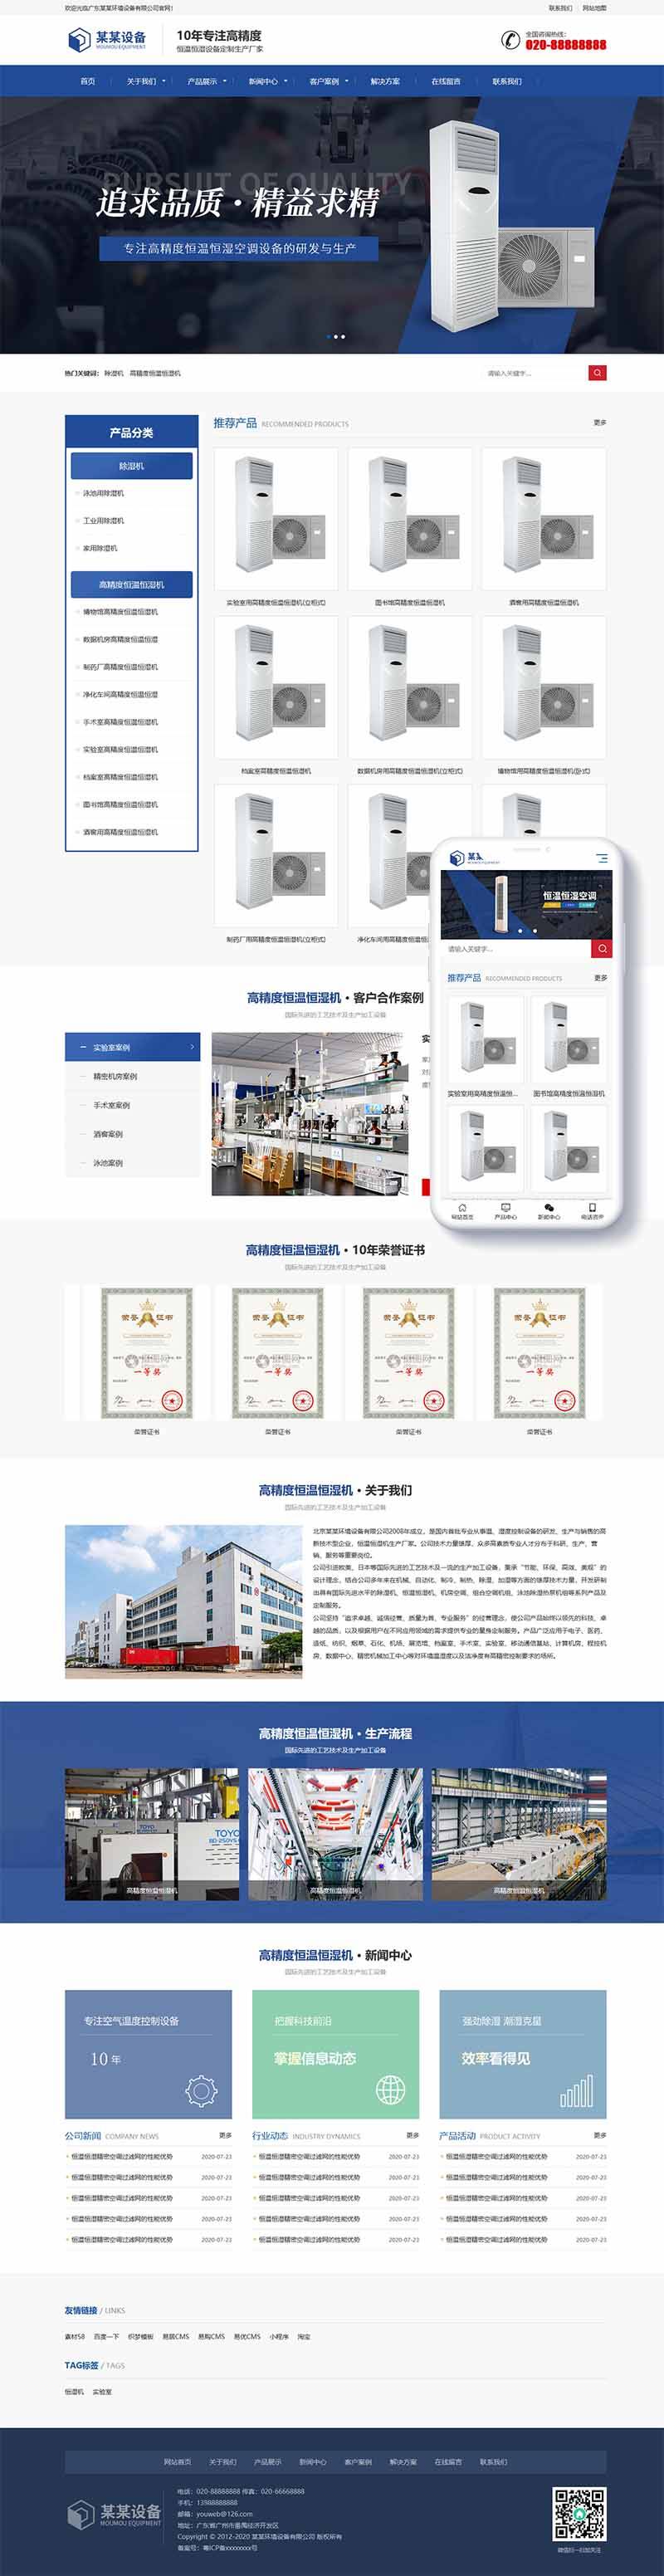 欢迎光临广东某某环境设备有限公司官网!
联系我们 网站地图
某某设备
MOUMOU EQUIPMENT
10年专注高精度
恒温恒湿设备定制生产厂家
全国咨询热线:
020-88888888
首页 关于我们 产品展示 新闻中心 客户案例 解决方案 在线留言 联系我们
PURSUIT OF QUALITY
追求品质·精益求精
专注高精度恒温恒湿空调设备的研发与生产
热门关键词: 除湿机 高精度恒温恒湿机
请输入关键字...
产品分类
除湿机
泳池用除湿机
工业用除湿机
家用除湿机
高精度恒温恒湿机
博物馆高精度恒温恒湿机
数据机房高精度恒温恒湿
制药厂高精度恒温恒湿机
净化车间高精度恒温恒湿
手术室高精度恒温恒湿机
实验室高精度恒温恒湿机
档案室高精度恒温恒湿机
图书馆高精度恒温恒湿机
酒窖用高精度恒温恒湿机
推荐产品 RECOMMENDED PRODUCTS 更多
实验室用高精度恒温恒湿机(立柜式) 图书馆高精度恒温恒湿机 酒窖用高精度恒温恒湿机
档案室高精度恒温恒湿机 数据机房用高精度恒温恒湿机(立柜式) 博物馆用高精度恒温恒湿机(卧式)
制药厂用高精度恒温恒湿机(立柜式) 净化车间用高精度恒温恒
某某
恒温恒湿空调
请输入关键字...
推荐产品 RECOMMENDED PRODUCTS 更多
实验室用高精度恒温恒... 图书馆高精度恒温恒湿机
网站首页 产品中心 新闻中心 电话咨询
高精度恒温恒湿机·客户合作案例
国际先进的工艺技术及生产加工设备
实验室案例
精密机房案例
手术室案例
酒窖案例
泳池案例
实
高精度恒温恒湿机·10年荣誉证书
国际先进的工艺技术及生产加工设备
荣誉证书 荣誉证书 荣誉证书 荣誉证书
一等奖 一等奖 一等奖 一等奖
荣誉证书 荣誉证书 荣誉证书 荣誉证书
高精度恒温恒湿机·关于我们
国际先进的工艺技术及生产加工设备
北京某某环境设备有限公司2008年成立，是国内首批专业从事温、湿度控制设备的研发、生产与销售的高
新技术型企业，恒温恒湿机生产厂家。公司技术力量雄厚，众多高素质专业人才分布于科研、生产、营
销、服务等重要岗位。
公司引进欧美、日本等国际先进的工艺技术及一流的生产加工设备，秉承"节能、环保、高效、美观"的
设计理念，结合公司多年来在机械、自动化、制冷、制热、除湿、加湿等方面的雄厚技术力量，开发研制
出具有国际先进水平的除湿机、恒温恒湿机、机房空调、组合空调机组、泳池除湿热泵机组等系列产品及
定制服务。
公司坚持"追求卓越、诚信经营、质量为首、专业服务"的经营理念，使公司产品始终以领先的科技、卓
越的品质，以及根据用户在不同应用领域的需求提供专业的量身定制服务。产品广泛应用于电子、医药、
造纸、纺织、烟草、石化、机场、展览馆、档案室、手术室、实验室、移动通信基站、计算机房、程控机
房、数据中心、精密机械加工中心等对环境温湿度以及洁净度有高精密控制要求的场所。
高精度恒温恒湿机·生产流程
国际先进的工艺技术及生产加工设备
TOYO
BD-250V5
TOYO
高精度恒温恒湿机 高精度恒温恒湿机 高精度恒温恒湿机
高精度恒温恒湿机·新闻中心
国际先进的工艺技术及生产加工设备
专注空气温度控制设备
10年
把握科技前沿
掌握信息动态
强劲除湿 潮湿克星
效率看得见
公司新闻 COMPANY NEWS 更多
恒温恒湿精密空调过滤网的性能优势 2020-07-23
恒温恒湿精密空调过滤网的性能优势 2020-07-23
恒温恒湿精密空调过滤网的性能优势 2020-07-23
恒温恒湿精密空调过滤网的性能优势 2020-07-23
恒温恒湿精密空调过滤网的性能优势 2020-07-23
行业动态 INDUSTRY DYNAMICS 更多
恒温恒湿精密空调过滤网的性能优势 2020-07-23
恒温恒湿精密空调过滤网的性能优势 2020-07-23
恒温恒湿精密空调过滤网的性能优势 2020-07-23
恒温恒湿精密空调过滤网的性能优势 2020-07-23
恒温恒湿精密空调过滤网的性能优势 2020-07-23
产品活动 PRODUCT ACTIVITY 更多
恒温恒湿精密空调过滤网的性能优势 2020-07-23
恒温恒湿精密空调过滤网的性能优势 2020-07-23
恒温恒湿精密空调过滤网的性能优势 2020-07-23
恒温恒湿精密空调过滤网的性能优势 2020-07-23
恒温恒湿精密空调过滤网的性能优势 2020-07-23
友情链接 / LINKS
素材58 百度一下 织梦模板 易装CMS 易购CMS 易优CMS 小程序 淘宝
TAG标签 / TAGS
恒湿机 实验室
网站首页 关于我们 产品展示 新闻中心 客户案例 解决方案 在线留言 联系我们
某某设备
MOUMOU EQUIPMENT
电话：020-88888888 传真：020-66668888
手机：13988888888
邮箱：youweb@126.com
地址：广东省广州市番禺经济开发区
Copyright © 2012-2020 某某环境设备有限公司 版权所有
备案号：粤ICP备xxxxxxxx号
微信扫一扫加关注